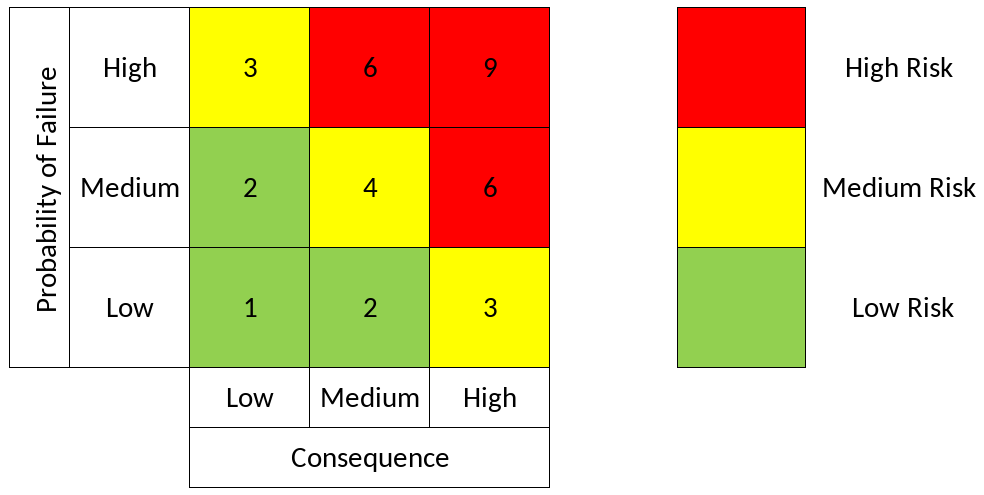 Probability of Failure
High
3
6
9
High Risk
Medium
2
4
6
Medium Risk
Low
1
2
3
Low Risk
Low
Medium
High
Consequence